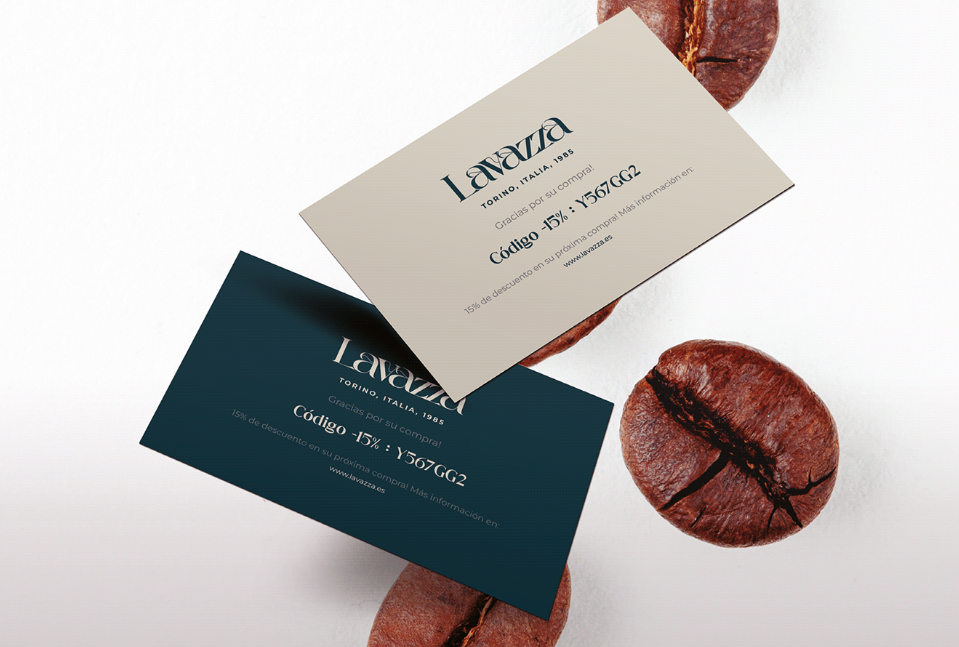 Lavazza
TORINO, ITALIA, 1985
Gracias por su compra!
Código -15% : Y567GG2
15% de descuento en su próxima compra! Más información en:
www.lavazza.es
Lavazza
TORINO, ITALIA, 1985
Gracias por su compra!
Código -15% : Y567GG2
15% de descuento en su próxima compra! Más información en:
www.lavazza.es